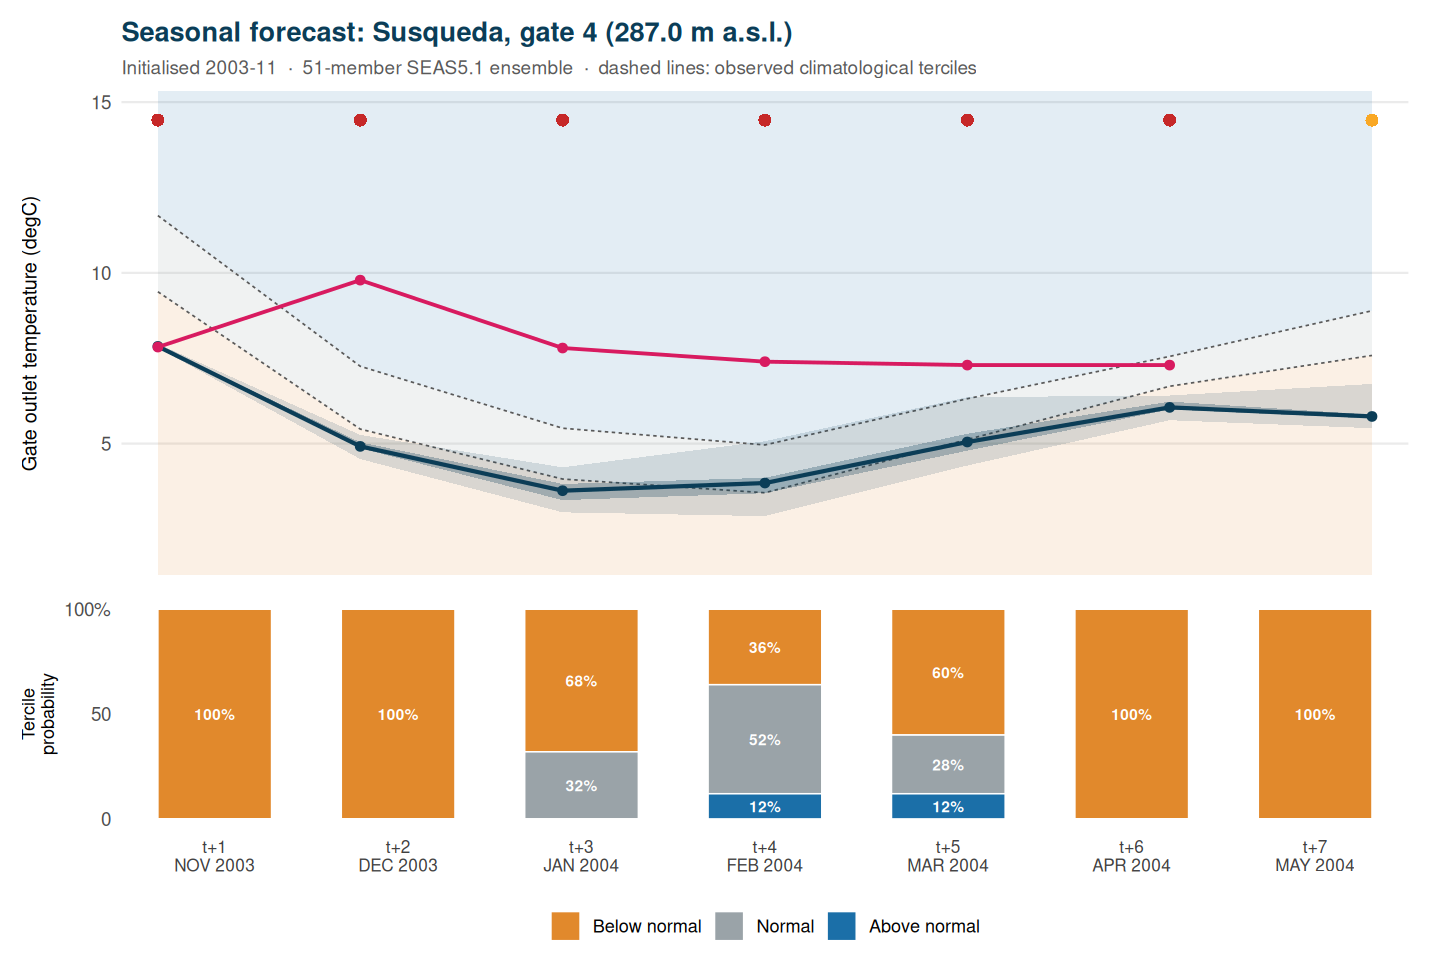 Seasonal forecast: Susqueda, gate 4 (287.0 m a.s.l.)
Initialised 2003-11 · 51-member SEAS5.1 ensemble · dashed lines: observed climatological terciles
Gate outlet temperature (degC)
15
10
5
Tercile
probability
100%
50
0
100%
100%
68%
32%
36%
52%
12%
60%
28%
12%
100%
100%
t+1
NOV 2003
t+2
DEC 2003
t+3
JAN 2004
t+4
FEB 2004
t+5
MAR 2004
t+6
APR 2004
t+7
MAY 2004
Below normal
Normal
Above normal